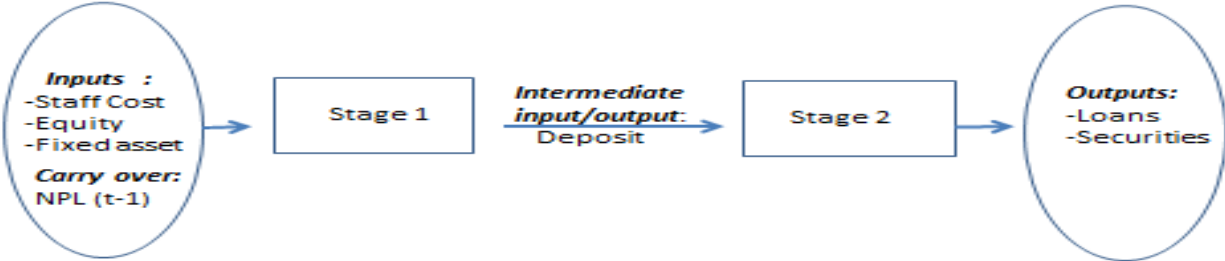 Inputs :
-Staff Cost
-Equity
-Fixed asset
Carry over:
NPL (t-1)
Stage 1
Intermediate
input/output:
Deposit
Stage 2
Outputs:
-Loans
-Securities